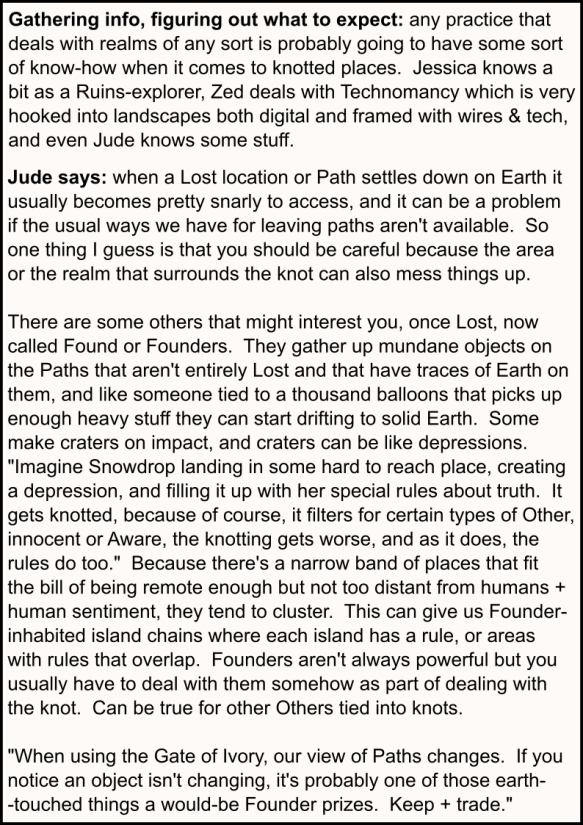 Gathering info, figuring out what to expect: any practice that
deals with realms of any sort is probably going to have some sort
of know-how when it comes to knotted places.  Jessica knows a
bit as a Ruins-explorer, Zed deals with Technomancy which is very
hooked into landscapes both digital and framed with wires & tech,
and even Jude knows some stuff.
Jude says: when a Lost location or Path settles down on Earth it
usually becomes pretty snarly to access, and it can be a problem
if the usual ways we have for leaving paths aren't available.  So
one thing I guess is that you should be careful because the area
or the realm that surrounds the knot can also mess things up.
There are some others that might interest you, once Lost, now
called Found or Founders.  They gather up mundane objects on
the Paths that aren't entirely Lost and that have traces of Earth on
them, and like someone tied to a thousand balloons that picks up
enough heavy stuff they can start drifting to solid Earth.  Some
make craters on impact, and craters can be like depressions.
"Imagine Snowdrop landing in some hard to reach place, creating
a depression, and filling it up with her special rules about truth.  It
gets knotted, because of course, it filters for certain types of Other,
innocent or Aware, the knotting gets worse, and as it does, the
rules do too."  Because there's a narrow band of places that fit
the bill of being remote enough but not too distant from humans +
human sentiment, they tend to cluster.  This can give us Founder-
inhabited island chains where each island has a rule, or areas
with rules that overlap.  Founders aren't always powerful but you
usually have to deal with them somehow as part of dealing with
the knot.  Can be true for other Others tied into knots.
"When using the Gate of Ivory, our view of Paths changes.  If you
notice an object isn't changing, it's probably one of those earth-
-touched things a would-be Founder prizes.  Keep + trade."